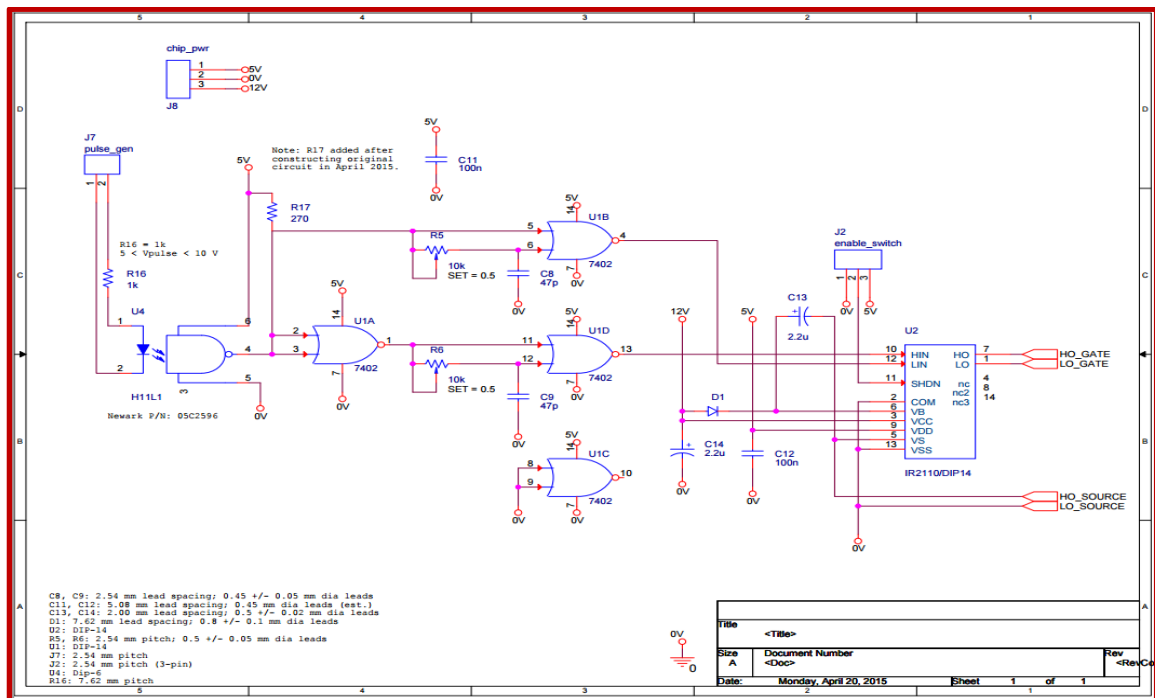 5
4
3
2
1
chip_pwr
1
5V
2
0V
3
12V
J8
D
D
J7
pulse_gen
1
2
5V
Note: R17 added after
constructing original
circuit in April 2015.
5V
C11
100n
0V
R17
270
R16 = 1k
5 < Vpulse < 10 V
R16
1k
5V
14
U1B
5
4
R5
6
10k
SET = 0.5
7
7402
0V
C8
47p
0V
J2
enable_switch
1
2
3
0V
5V
C
C
U4
1
6
4
2
5
3
0V
H11L1
Newark P/N: 05C2596
5V
14
U1A
2
1
3
7
7402
0V
5V
14
U1D
11
13
R6
12
10k
SET = 0.5
7
7402
0V
C9
47p
0V
12V
5V
C13
+
2.2u
D1
+
C14
2.2u
0V
C12
100n
0V
U2
10
HIN
HO
7
HO_GATE
12
LIN
LO
1
LO_GATE
11
SHDN
nc
4
nc2
8
nc3
14
2
COM
6
VB
3
VCC
9
VDD
5
VS
13
VSS
IR2110/DIP14
HO_SOURCE
LO_SOURCE
0V
B
B
5V
14
U1C
8
10
9
7
7402
0V
0V
A
A
C8, C9: 2.54 mm lead spacing; 0.45 +/- 0.05 mm dia leads
C11, C12: 5.08 mm lead spacing; 0.45 mm dia leads (est.)
C13, C14: 2.00 mm lead spacing; 0.5 +/- 0.02 mm dia leads
D1: 7.62 mm lead spacing; 0.8 +/- 0.1 mm dia leads
U2: DIP-14
R5, R6: 2.54 mm pitch; 0.5 +/- 0.05 mm dia leads
U1: DIP-14
J7: 2.54 mm pitch
J2: 2.54 mm pitch (3-pin)
U4: Dip-6
R16: 7.62 mm pitch
0V
0
Title
<Title>
Size
Document Number
Rev
A
<Doc>
<RevCo
Date:
Monday, April 20, 2015
Sheet
1
of
1
5
4
3
2
1